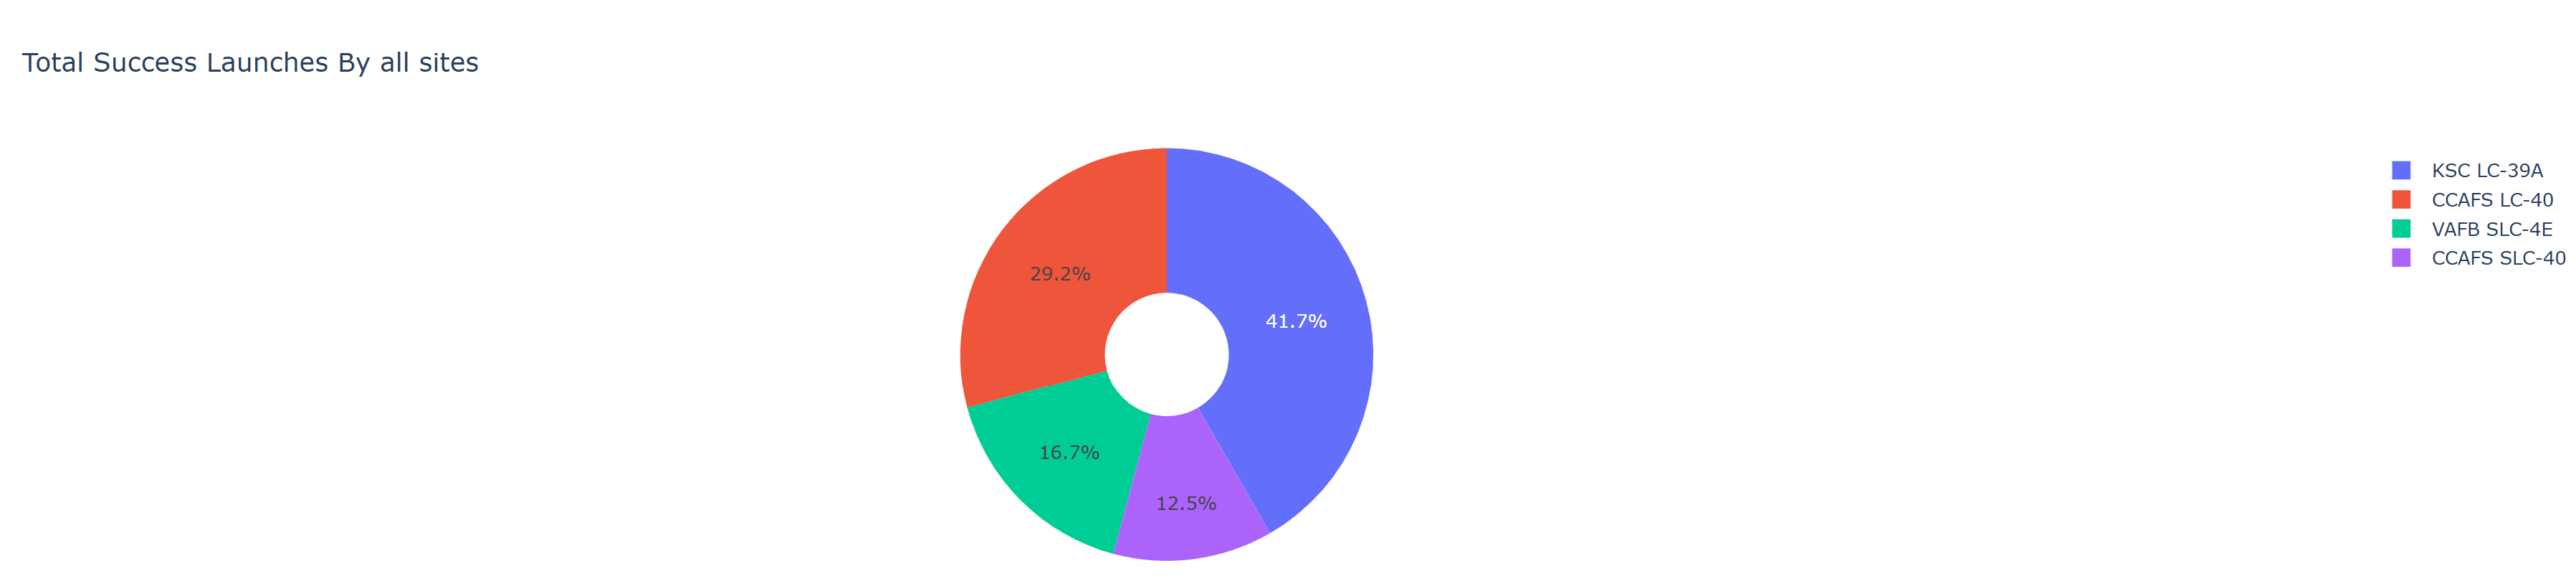 Total Success Launches By all sites
KSC LC-39A
CCAFS LC-40
VAFB SLC-4E
CCAFS SLC-40
29.2%
41.7%
16.7%
12.5%